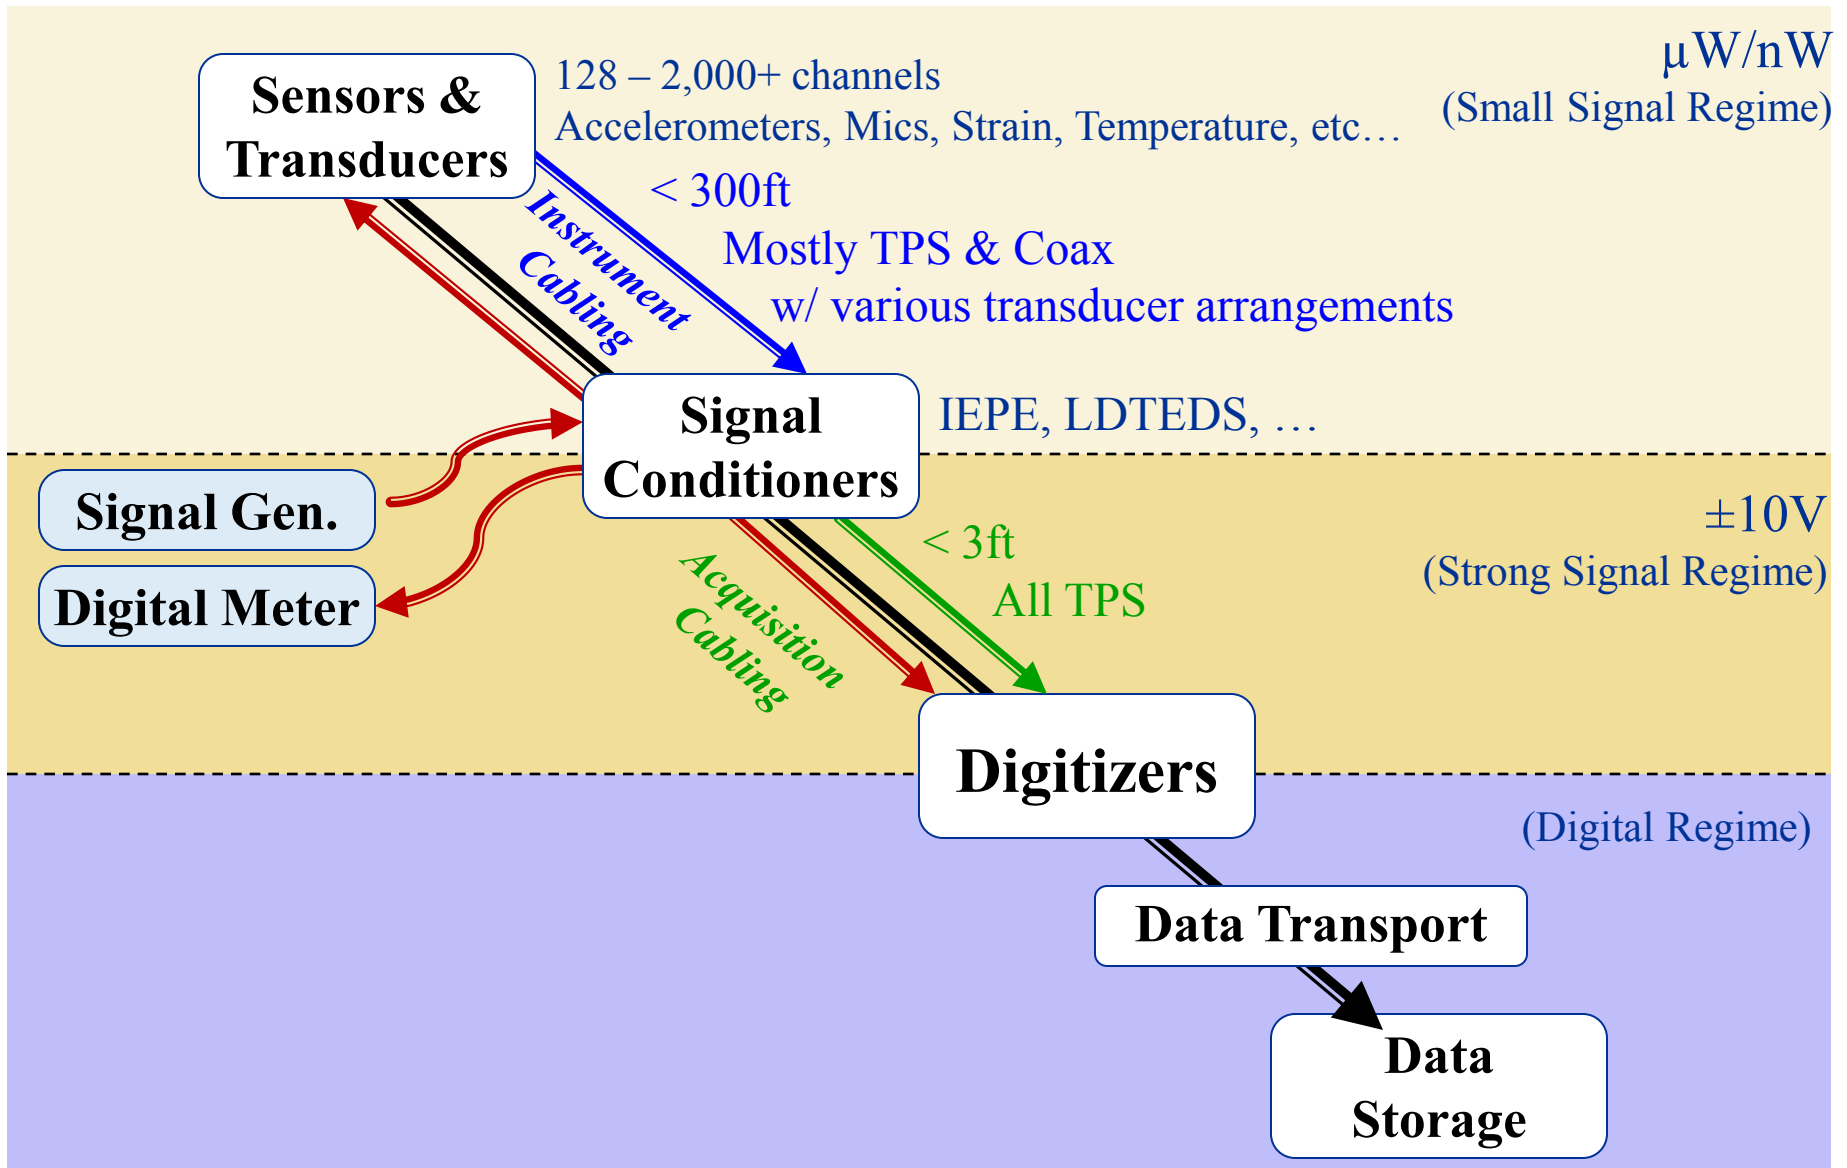 Sensors &
Transducers
128 – 2,000+ channels
Accelerometers, Mics, Strain, Temperature, etc…
µW/nW
(Small Signal Regime)
Instrument
Cabling
< 300ft
Mostly TPS & Coax
w/ various transducer arrangements
Signal
Conditioners
IEPE, LDTEDS, …
Signal Gen.
Digital Meter
±10V
(Strong Signal Regime)
Acquisition
Cabling
< 3ft
All TPS
Digitizers
(Digital Regime)
Data Transport
Data
Storage